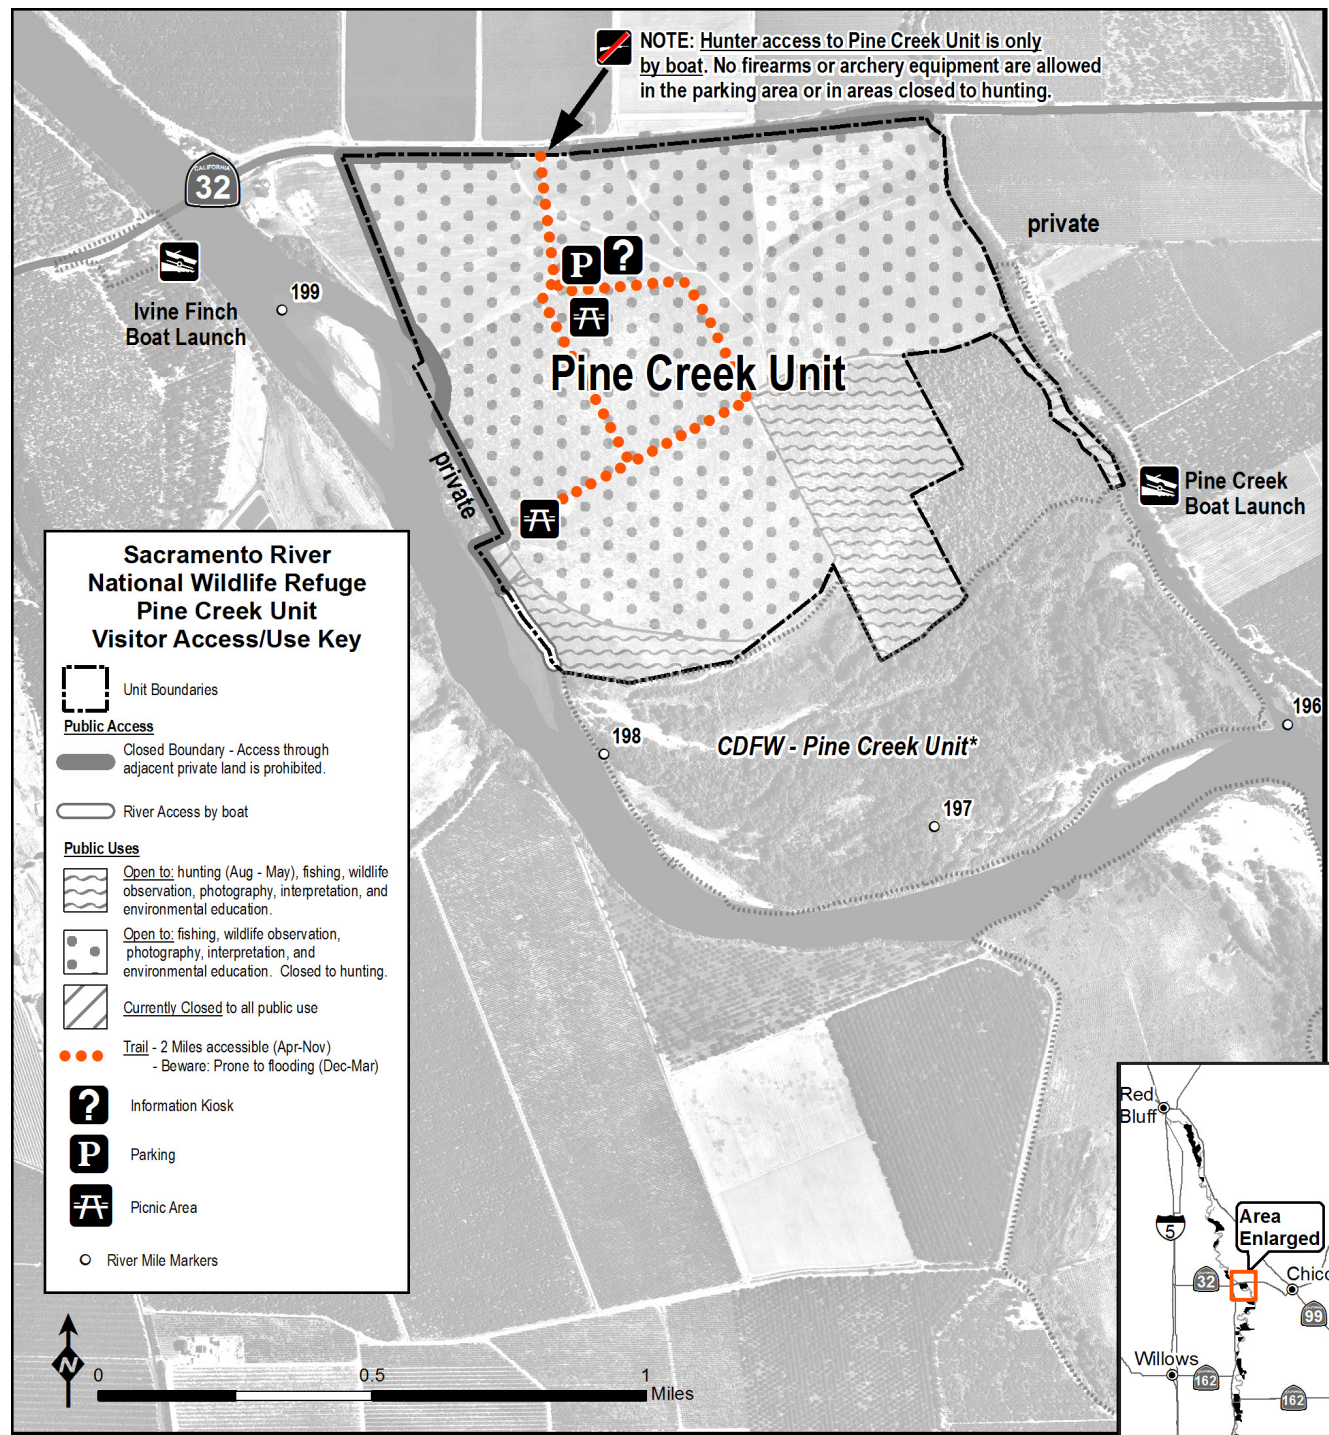 NOTE: Hunter access to Pine Creek Unit is only
by boat. No firearms or archery equipment are allowed
in the parking area or in areas closed to hunting.
CALIFORNIA
32
private
P
?
199
Ivine Finch
Boat Launch
Pine Creek Unit
private
Pine Creek
Boat Launch
196
198
CDFW - Pine Creek Unit*
197
Sacramento River
National Wildlife Refuge
Pine Creek Unit
Visitor Access/Use Key
Unit Boundaries
Public Access
Closed Boundary - Access through
adjacent private land is prohibited.
River Access by boat
Public Uses
Open to: hunting (Aug - May), fishing, wildlife
observation, photography, interpretation, and
environmental education.
Open to: fishing, wildlife observation,
photography, interpretation, and
environmental education. Closed to hunting.
Currently Closed to all public use
Trail - 2 Miles accessible (Apr-Nov)
- Beware: Prone to flooding (Dec-Mar)
? Information Kiosk
P Parking
Picnic Area
River Mile Markers
N
0 0.5 1
Miles
Red
Bluff
5
Area
Enlarged
32
Chico
99
Willows
162
162